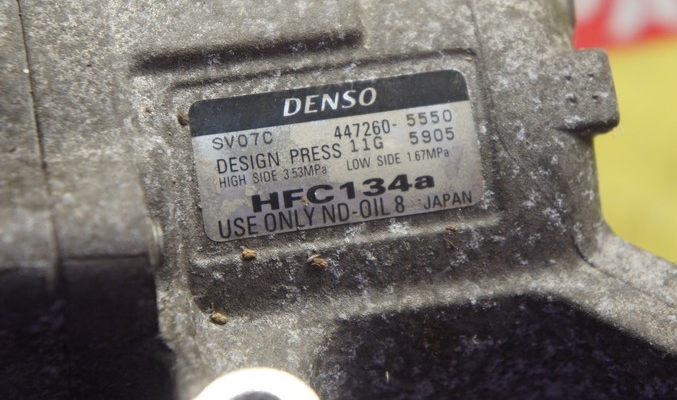 DENSO
SV07C 447260-5550
DESIGN PRESS 11G 5905
HIGH SIDE 3.53MPa LOW SIDE 1.67MPa
HFC134a
USE ONLY ND-OIL 8 JAPAN